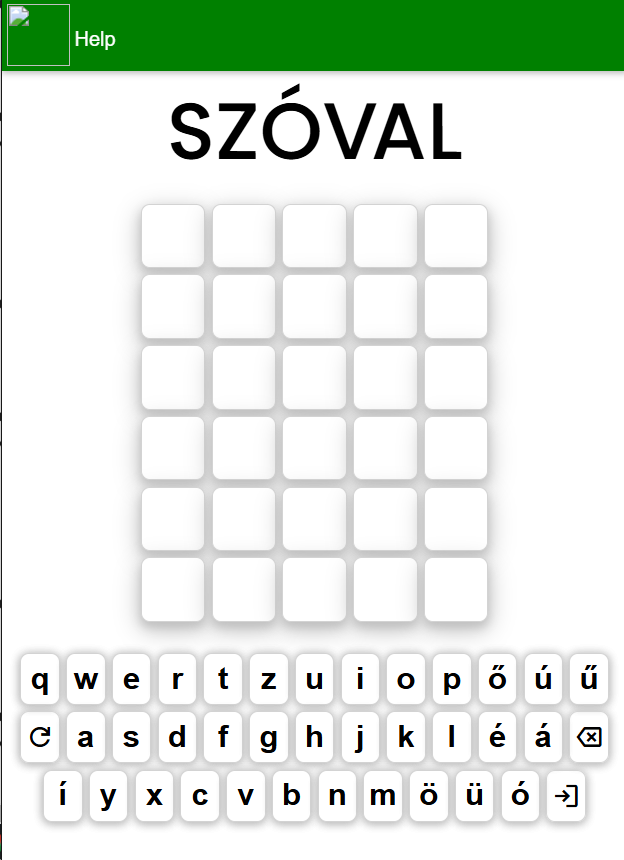 Help
SZÓVAL
q w e r t z u i o p ő ú ű
a s d f g h j k l é á
í y x c v b n m ö ü ó